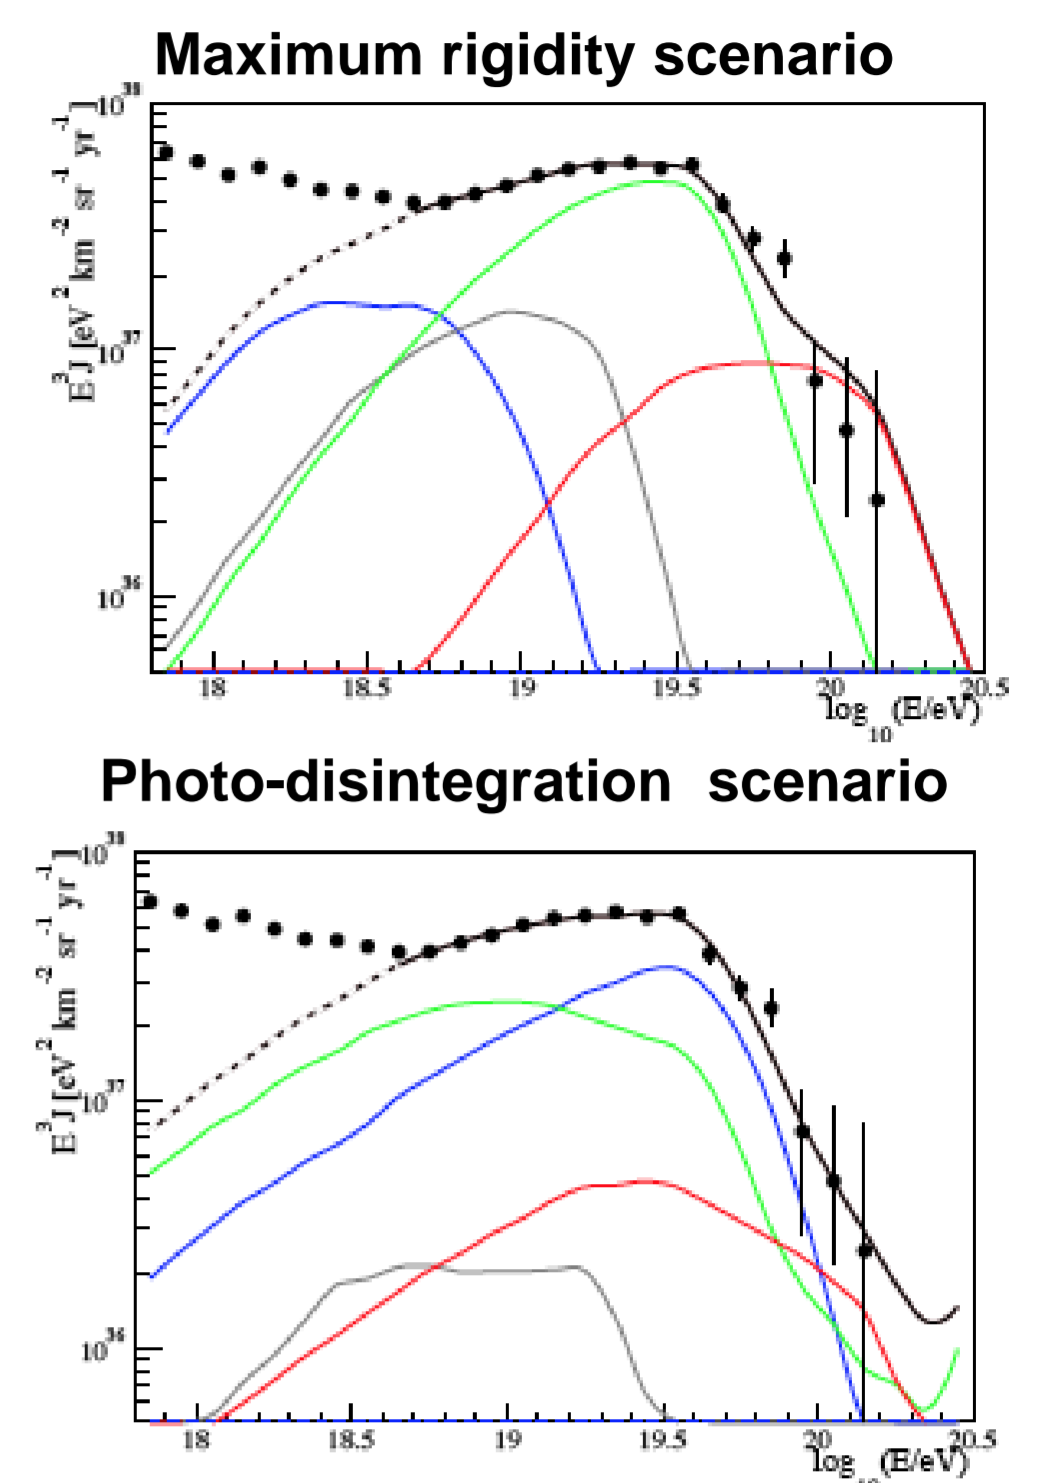 Maximum rigidity scenario
10^38
10^37
10^36
E^3 J [eV^2 km^-2 sr^-1 yr^-1]
18 18.5 19 19.5 20 20.5
log_10 (E/eV)
Photo-disintegration scenario
10^38
10^37
10^36
E^3 J [eV^2 km^-2 sr^-1 yr^-1]
18 18.5 19 19.5 20 20.5
log_10 (E/eV)